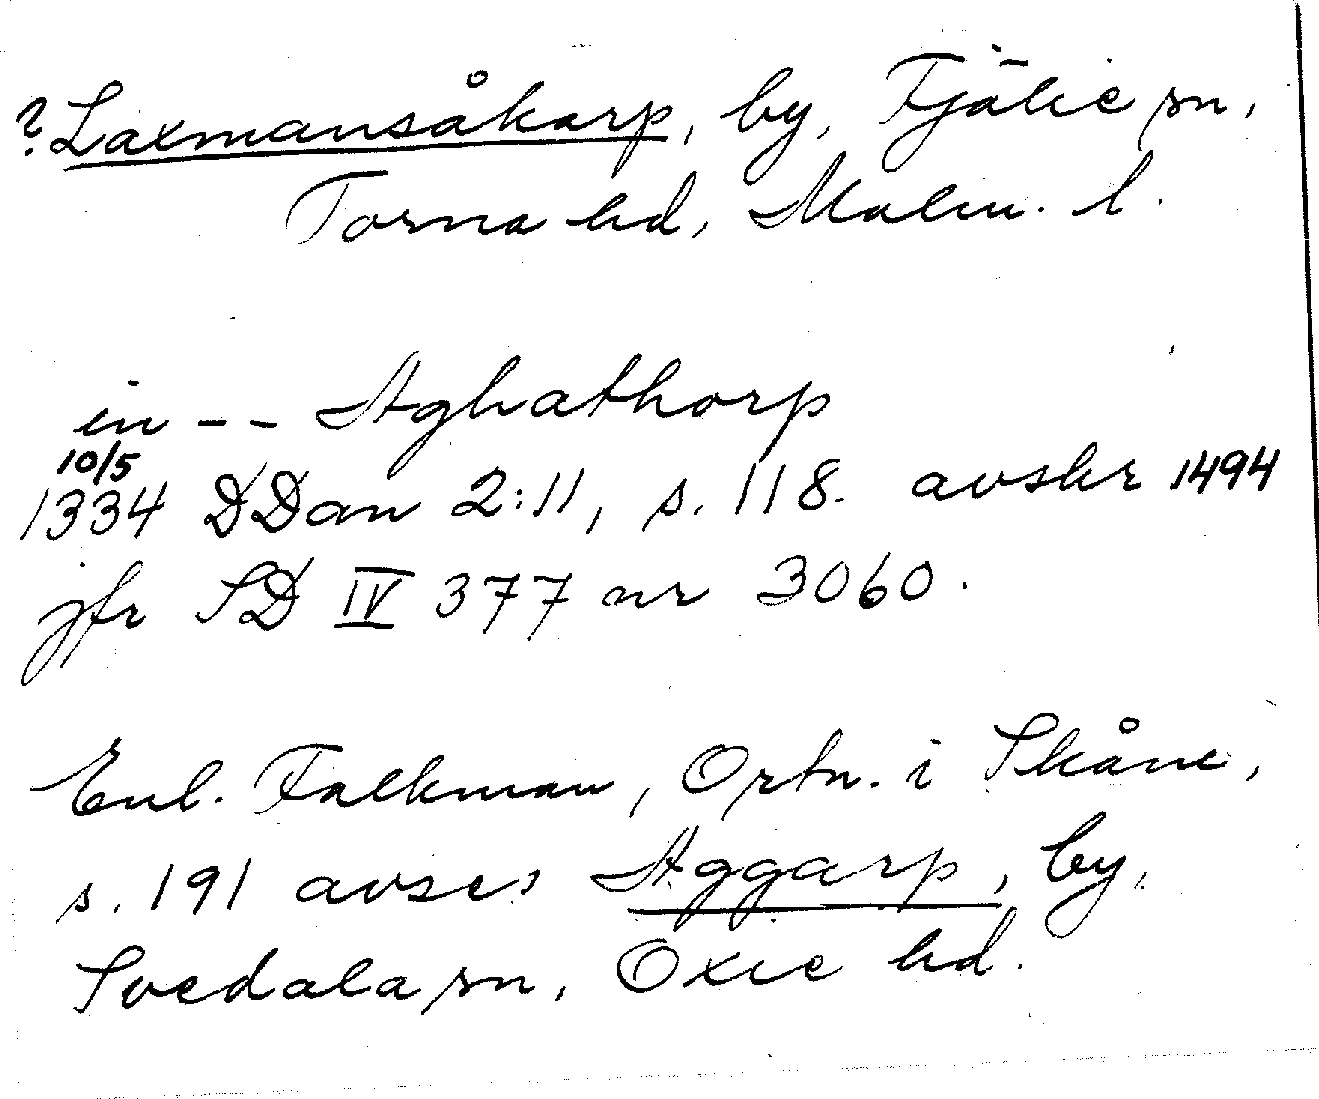 ? Laxmansåkarp, by, Fjälie sn,
Torna hd, Malm. l.
in -- Aghathorp
10/5
1334 DDan 2:11, s. 118. avskr 1494
jfr SD IV 377 nr 3060.
Enl. Falkman, Ortn. i Skåne,
s. 191 avses Aggarp, by,
Svedala sn, Oxie hd.